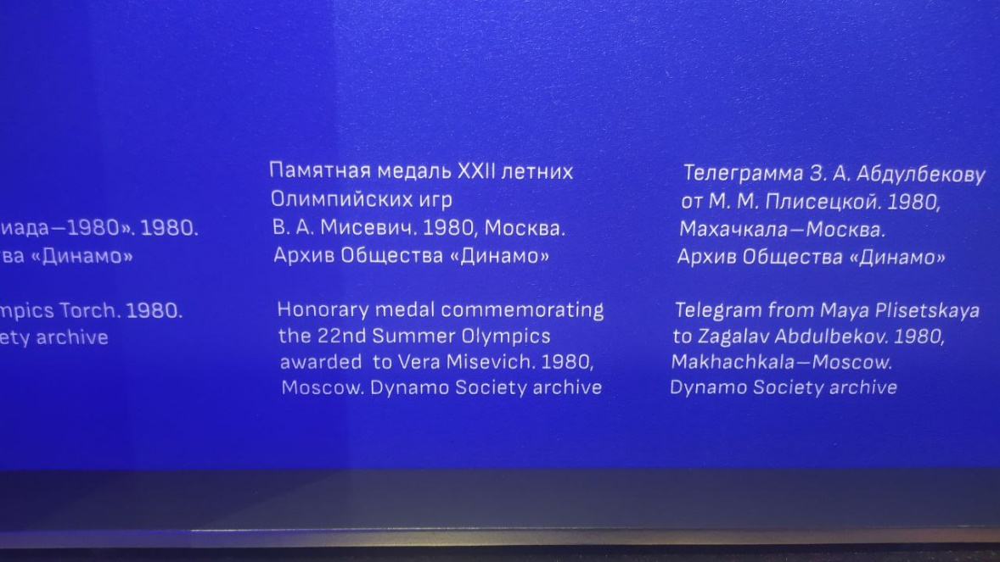 иада–1980». 1980.
ва «Динамо»
mpics Torch. 1980.
ety archive
Памятная медаль XXII летних
Олимпийских игр
В. А. Мисевич. 1980, Москва.
Архив Общества «Динамо»
Honorary medal commemorating
the 22nd Summer Olympics
awarded to Vera Misevich. 1980,
Moscow. Dynamo Society archive
Телеграмма З. А. Абдулбекову
от М. М. Плисецкой. 1980,
Махачкала–Москва.
Архив Общества «Динамо»
Telegram from Maya Plisetskaya
to Zagalav Abdulbekov. 1980,
Makhachkala–Moscow.
Dynamo Society archive